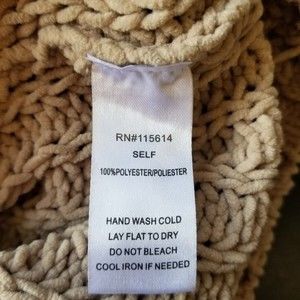 RN#115614
SELF
100%POLYESTER/POLIESTER
HAND WASH COLD
LAY FLAT TO DRY
DO NOT BLEACH
COOL IRON IF NEEDED